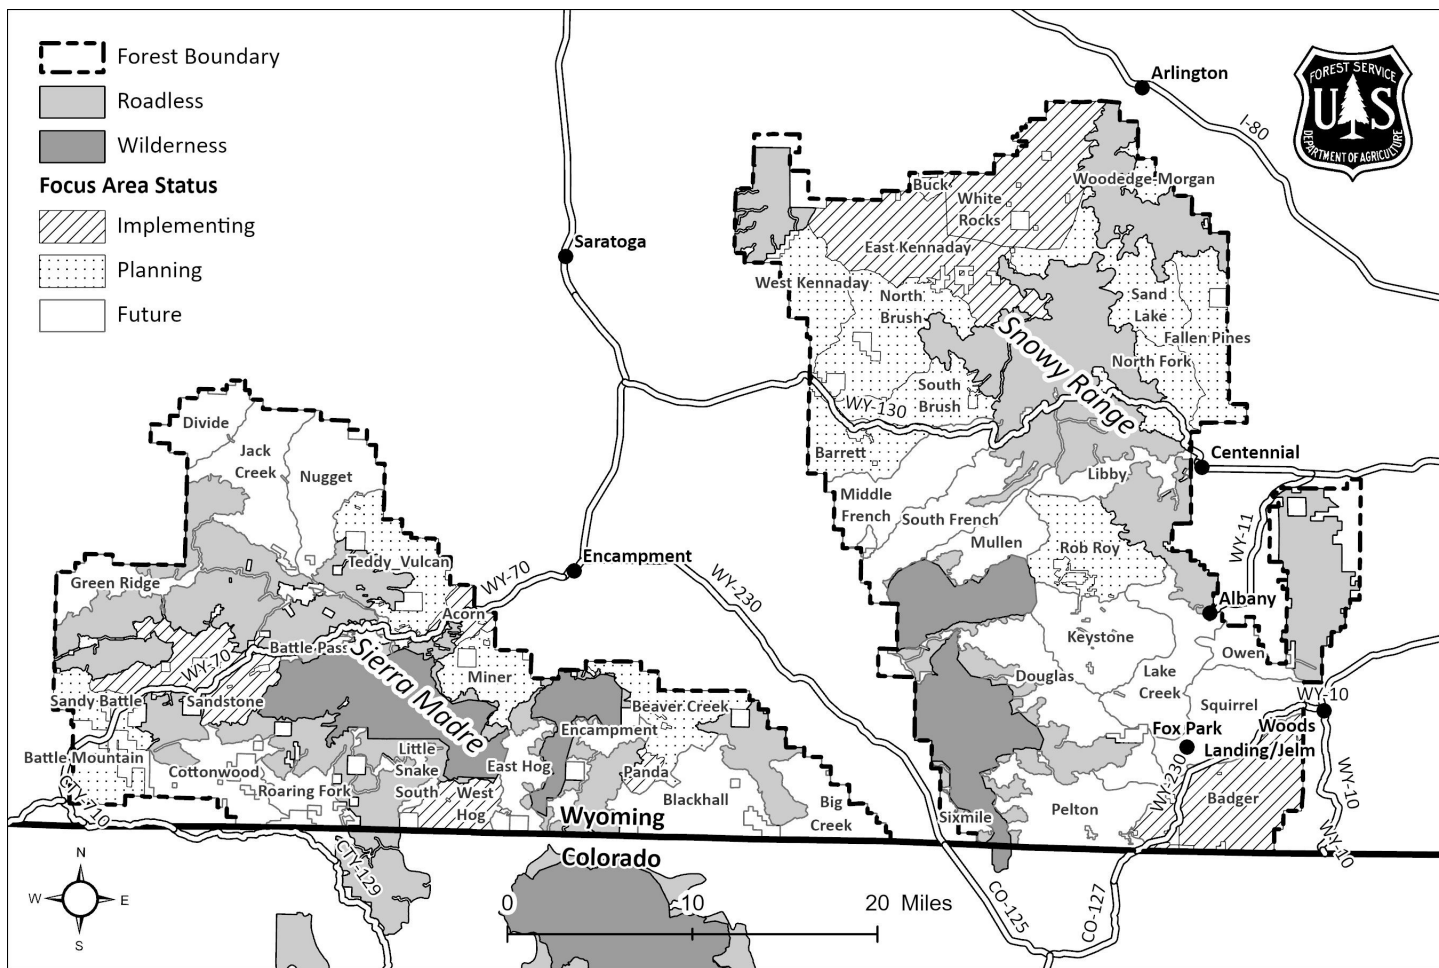 Forest Boundary
Roadless
Wilderness
Focus Area Status
Implementing
Planning
Future
FOREST SERVICE
U S
DEPARTMENT OF AGRICULTURE
Arlington
I-80
Saratoga
Buck
White
Rocks
Woodedge-Morgan
East Kennaday
West Kennaday
North
Brush
Sand
Lake
Fallen Pines
North Fork
Snowy Range
South
Brush
WY-130
Barrett
Centennial
Libby
Middle
French
South French
Mullen
Rob Roy
WY-11
Albany
Keystone
Owen
Douglas
Lake
Creek
Squirrel
WY-10
Fox Park
Woods
Landing/Jelm
WY-230
Badger
WY-10
Pelton
Sixmile
WY-10
Divide
Jack
Creek
Nugget
Teddy Vulcan
Green Ridge
Encampment
WY-70
WY-230
Acorn
Battle Pass
WY-70
Sierra Madre
Miner
Sandy Battle
Sandstone
Beaver Creek
Encampment
Battle Mountain
Cottonwood
Little
Snake
East Hog
Panda
Roaring Fork
South
West
Hog
Blackhall
Big
Creek
CTY-710
CTY-129
Wyoming
Colorado
CO-125
CO-127
N
W
E
S
0
10
20 Miles